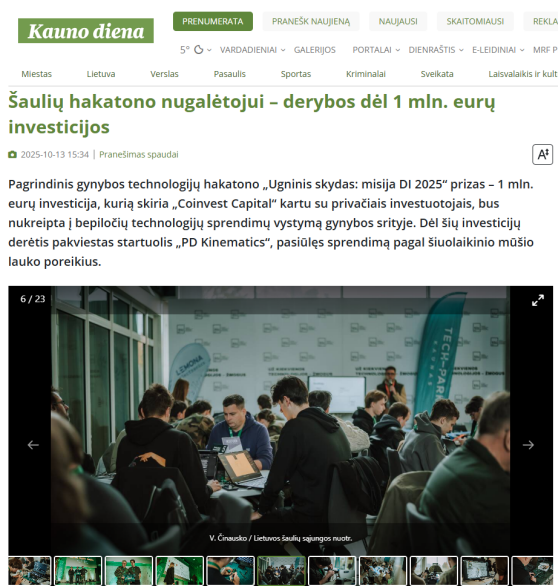 Kauno diena
PRENUMERATA
PRANEŠK NAUJIENĄ
NAUJAUSI
SKAITOMIAUSI
REKLA
5°
VARDADIENIAI
GALERIJOS
PORTALAI
DIENRAŠTIS
E-LEIDINIAI
MRF P
Miestas
Lietuva
Verslas
Pasaulis
Sportas
Kriminalai
Sveikata
Laisvalaikis ir kult
Šaulių hakatono nugalėtojui – derybos dėl 1 mln. eurų
investicijos
2025-10-13 15:34 | Pranešimas spaudai
A
Pagrindinis gynybos technologijų hakatono „Ugninis skydas: misija DI 2025“ prizas – 1 mln.
eurų investicija, kurią skiria „Coinvest Capital“ kartu su privačiais investuotojais, bus
nukreipta į bepiločių technologijų sprendimų vystymą gynybos srityje. Dėl šių investicijų
derėtis pakviestas startuolis „PD Kinematics“, pasiūlęs sprendimą pagal šiuolaikinio mūšio
lauko poreikius.
6 / 23
LEMONA
TECH-PARK
KAUNAS
V. Činausko / Lietuvos šaulių sąjungos nuotr.